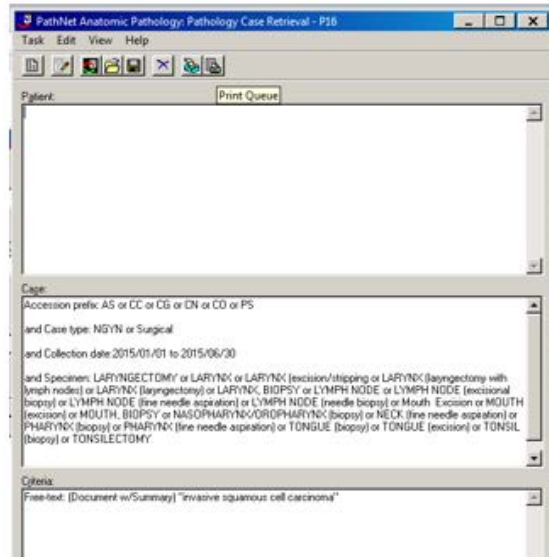 PathNet Anatomic Pathology: Pathology Case Retrieval - P16
Task Edit View Help
Patient:
Print Queue
Case:
Accession prefix: AS or CC or CG or CN or CO or PS
and Case type: NGYN or Surgical
and Collection date:2015/01/01 to 2015/06/30
and Specimen: LARYNGECTOMY or LARYNX or LARYNX (excision/stripping or LARYNX (laryngectomy with
lymph nodes) or LARYNX (laryngectomy) or LARYNX, BIOPSY or LYMPH NODE or LYMPH NODE (excisional
biopsy) or LYMPH NODE (fine needle aspiration) or LYMPH NODE (needle biopsy) or Mouth Excision or MOUTH
(excision) or MOUTH, BIOPSY or NASOPHARYNX/OROPHARYNX (biopsy) or NECK (fine needle aspiration) or
PHARYNX (biopsy) or PHARYNX (fine needle aspiration) or TONGUE (biopsy) or TONGUE (excision) or TONSIL
(biopsy) or TONSILECTOMY
Criteria:
Free-text: (Document w/Summary) "invasive squamous cell carcinoma"